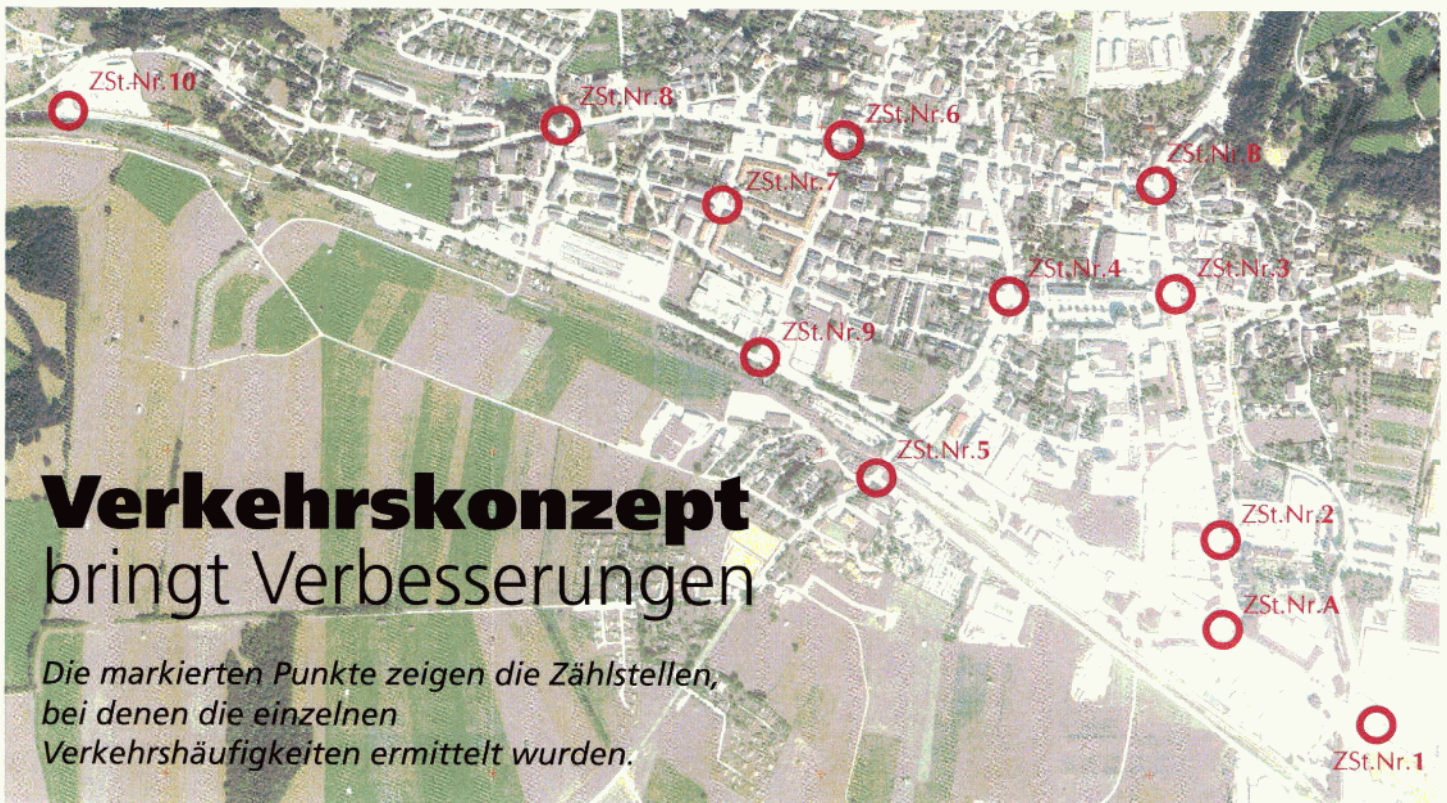 ZSt.Nr.10
ZSt.Nr.8
ZSt.Nr.6
ZSt.Nr.B
ZSt.Nr.7
ZSt.Nr.4
ZSt.Nr.3
ZSt.Nr.9
ZSt.Nr.5
ZSt.Nr.2
ZSt.Nr.A
ZSt.Nr.1
Verkehrskonzept
bringt Verbesserungen
Die markierten Punkte zeigen die Zählstellen,
bei denen die einzelnen
Verkehrshäufigkeiten ermittelt wurden.